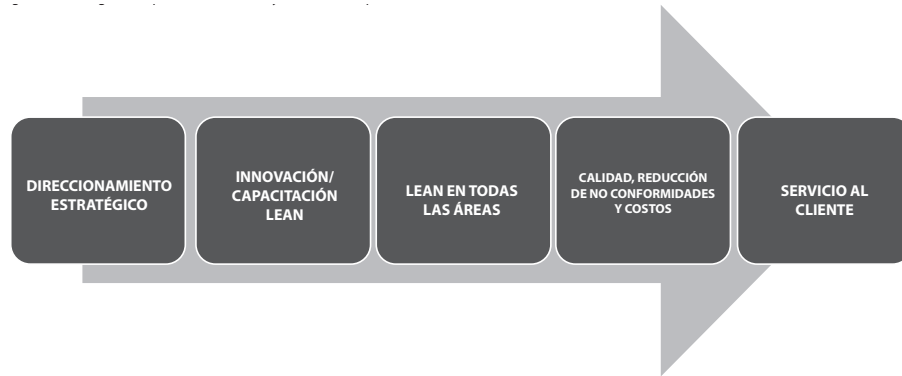 DIRECCIONAMIENTO
ESTRATÉGICO
INNOVACIÓN/
CAPACITACIÓN
LEAN
LEAN EN TODAS
LAS ÁREAS
CALIDAD, REDUCCIÓN
DE NO CONFORMIDADES
Y COSTOS
SERVICIO AL
CLIENTE